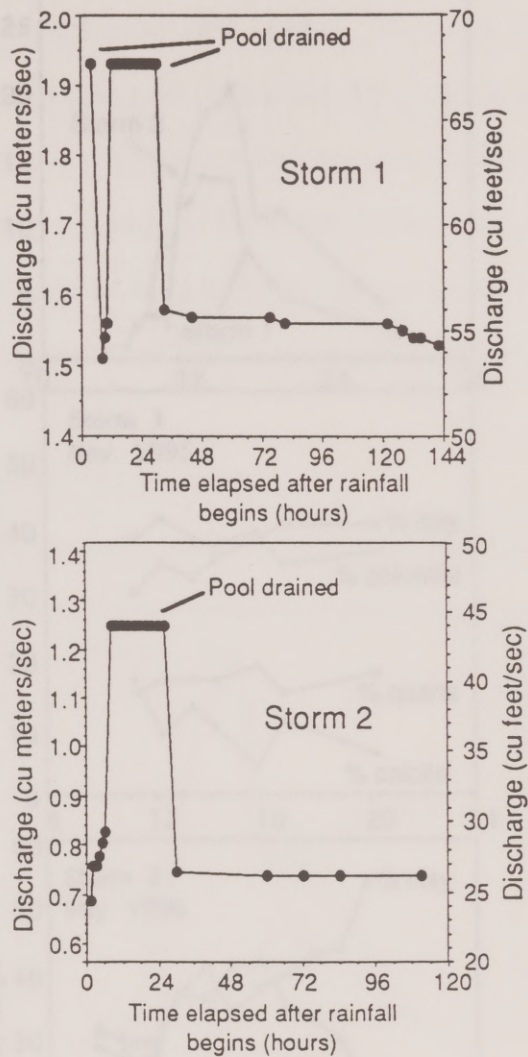 Pool drained
Storm 1
Discharge (cu meters/sec)
2.0
1.9
1.8
1.7
1.6
1.5
1.4
Discharge (cu feet/sec)
70
65
60
55
50
0 24 48 72 96 120 144
Time elapsed after rainfall
begins (hours)
Pool drained
Storm 2
Discharge (cu meters/sec)
1.4
1.3
1.2
1.1
1.0
0.9
0.8
0.7
0.6
Discharge (cu feet/sec)
50
45
40
35
30
25
20
0 24 48 72 96 120
Time elapsed after rainfall
begins (hours)